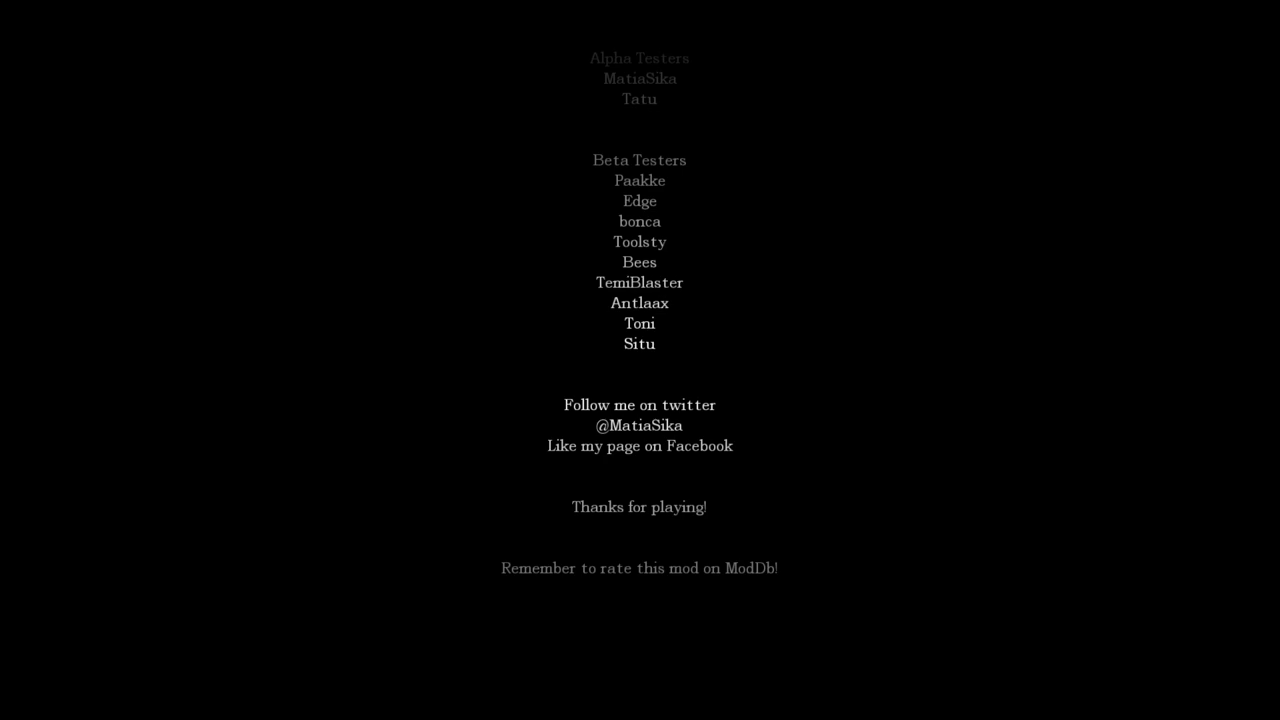 Alpha Testers
MatiaSika
Tatu
Beta Testers
Paakke
Edge
bonca
Toolsty
Bees
TemiBlaster
Antlaax
Toni
Situ
Follow me on twitter
@MatiaSika
Like my page on Facebook
Thanks for playing!
Remember to rate this mod on ModDb!